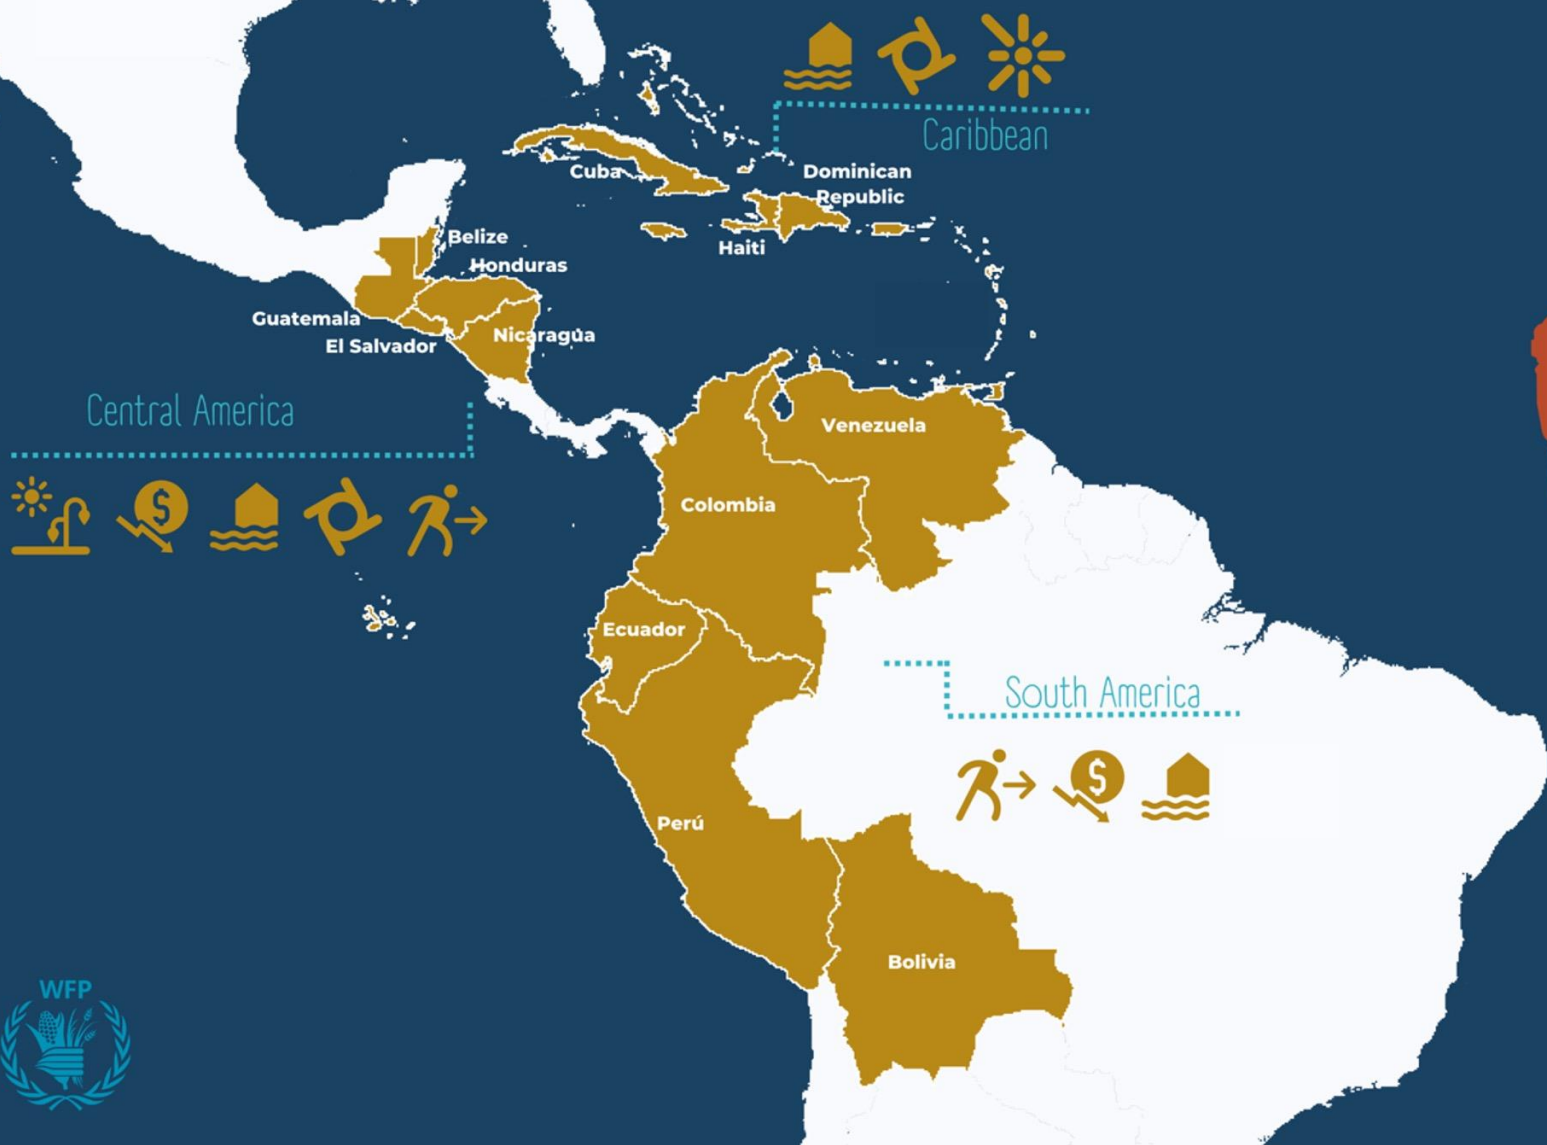 Caribbean
Cuba
Dominican
Republic
Haiti
Belize
Honduras
Guatemala
El Salvador
Nicaragüa
Central America
$
Venezuela
Colombia
Ecuador
South America
$
Perú
Bolivia
WFP